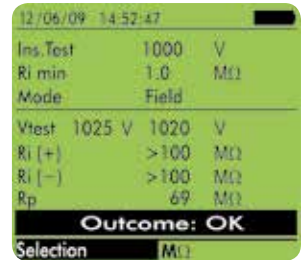 12/06/09 14:52:47
Ins.Test 1000 V
Ri min 1.0 MΩ
Mode Field
Vtest 1025 V 1020 V
Ri (+) >100 MΩ
Ri (−) >100 MΩ
Rp 69 MΩ
Outcome: OK
Selection MΩ